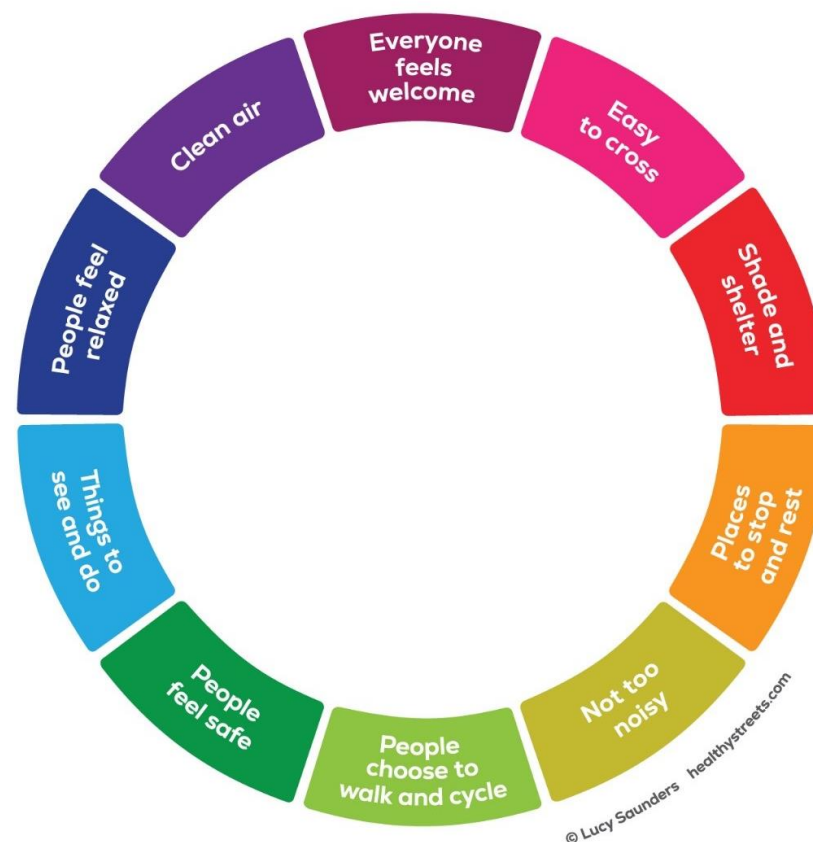 Everyone
feels
welcome
Easy
to cross
Shade and
shelter
Places
to stop
and rest
Not too
noisy
People
choose to
walk and cycle
People
feel safe
Things to
see and do
People feel
relaxed
Clean air
© Lucy Saunders healthystreets.com